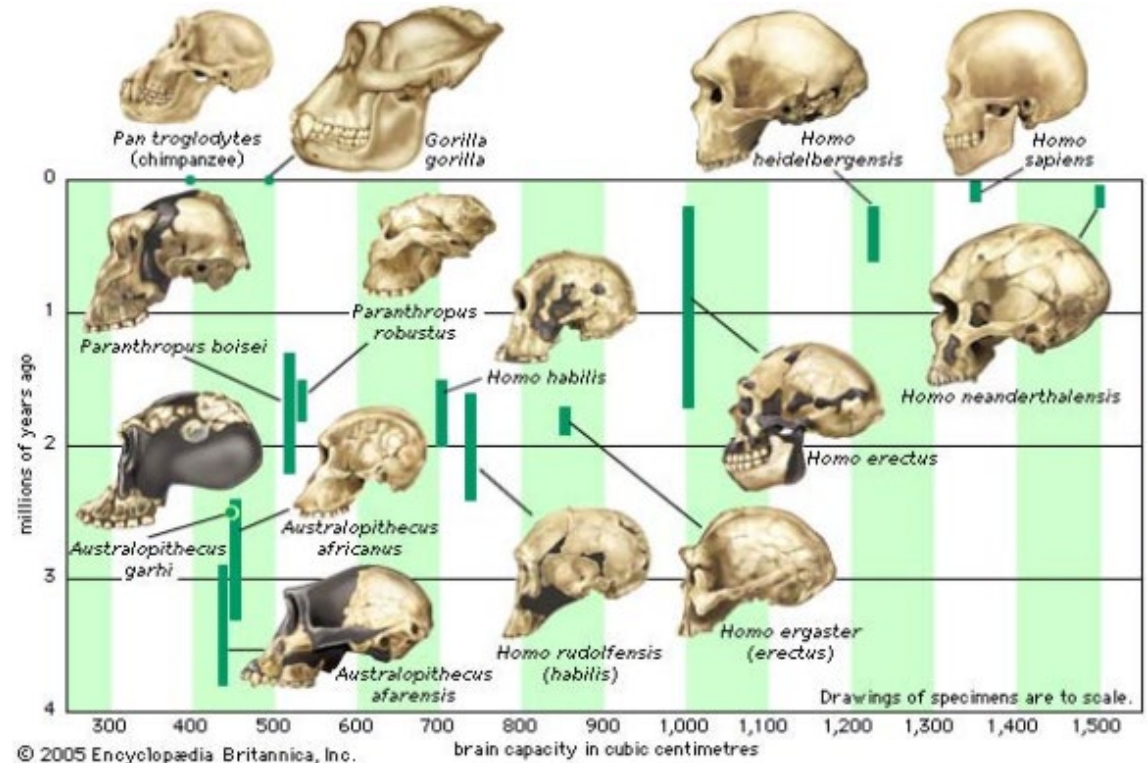 Pan troglodytes
(chimpanzee)
Gorilla
gorilla
Homo
heidelbergensis
Homo
sapiens
0
Paranthropus
robustus
1
Paranthropus boisei
Homo habilis
Homo neanderthalensis
millions of years ago
2
Homo erectus
Australopithecus
garhi
Australopithecus
africanus
3
Homo rudolfensis
(habilis)
Homo ergaster
(erectus)
Australopithecus
afarensis
Drawings of specimens are to scale.
4
300 400 500 600 700 800 900 1,000 1,100 1,200 1,300 1,400 1,500
brain capacity in cubic centimetres
© 2005 Encyclopædia Britannica, Inc.